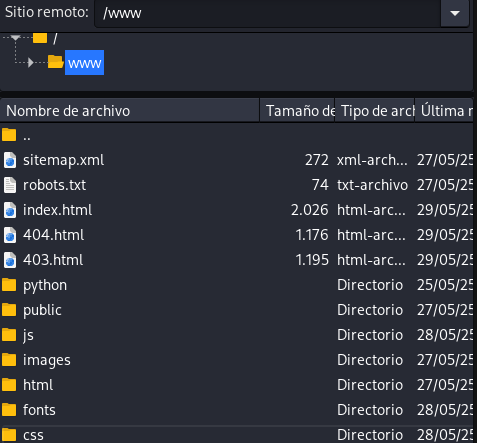 Sitio remoto: /www
/
www
Nombre de archivo Tamaño de Tipo de arch Última m
..
sitemap.xml 272 xml-arch... 27/05/25
robots.txt 74 txt-archivo 27/05/25
index.html 2.026 html-arc... 29/05/25
404.html 1.176 html-arc... 29/05/25
403.html 1.195 html-arc... 29/05/25
python Directorio 25/05/25
public Directorio 27/05/25
js Directorio 28/05/25
images Directorio 27/05/25
html Directorio 27/05/25
fonts Directorio 28/05/25
css Directorio 28/05/25